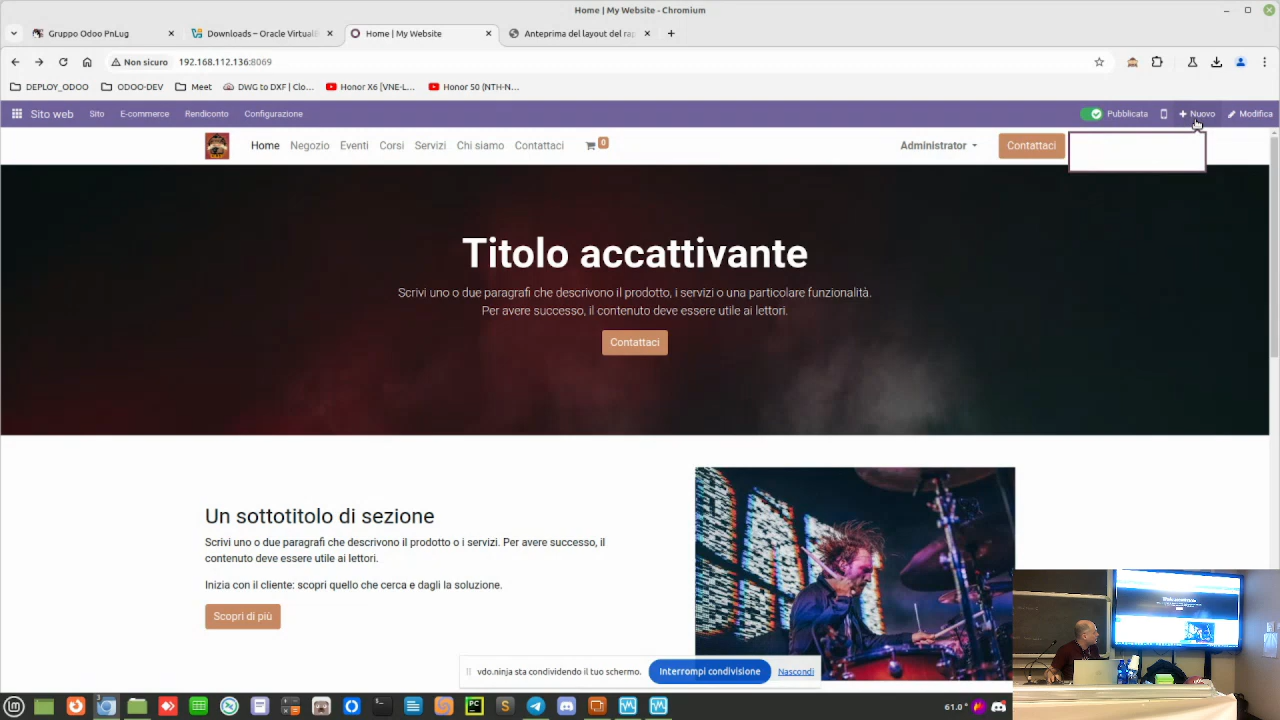 Home | My Website - Chromium
Gruppo Odoo PnLug
Downloads – Oracle Virtual
Home | My Website
Anteprima del layout del ra
Non sicuro
192.168.112.136:8069
DEPLOY_ODOO
ODOO-DEV
Meet
DWG to DXF | Clo...
Honor X6 [VNE-L...
Honor 50 (NTH-N...
Sito web
Sito
E-commerce
Rendiconto
Configurazione
Pubblicata
Nuovo
Modifica
Home
Negozio
Eventi
Corsi
Servizi
Chi siamo
Contattaci
0
Administrator
Contattaci
Titolo accattivante
Scrivi uno o due paragrafi che descrivono il prodotto, i servizi o una particolare funzionalità.
Per avere successo, il contenuto deve essere utile ai lettori.
Contattaci
Un sottotitolo di sezione
Scrivi uno o due paragrafi che descrivono il prodotto o i servizi. Per avere successo, il
contenuto deve essere utile ai lettori.
Inizia con il cliente: scopri quello che cerca e dagli la soluzione.
Scopri di più
vdo.ninja sta condividendo il tuo schermo.
Interrompi condivisione
Nascondi
61.0°